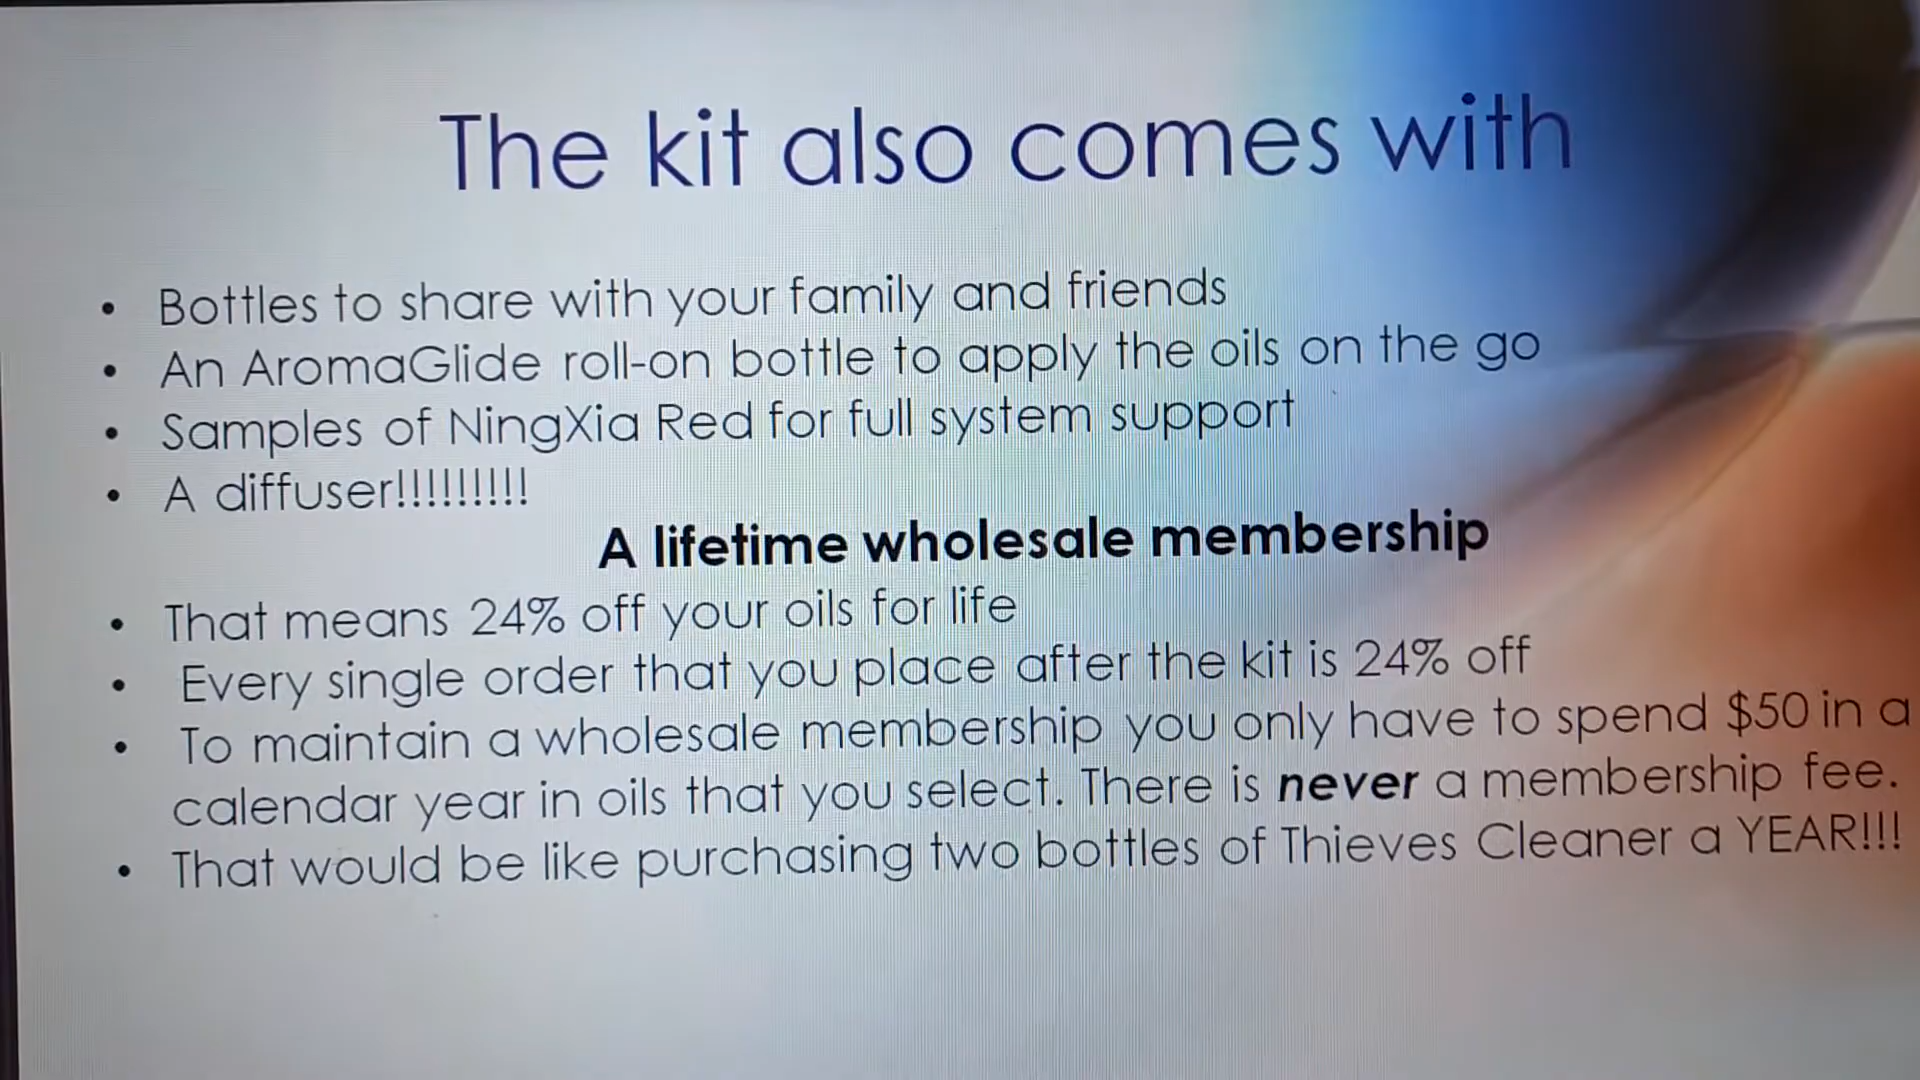 The kit also comes with
• Bottles to share with your family and friends
• An AromaGlide roll-on bottle to apply the oils on the go
• Samples of NingXia Red for full system support
• A diffuser!!!!!!!!!
A lifetime wholesale membership
• That means 24% off your oils for life
• Every single order that you place after the kit is 24% off
• To maintain a wholesale membership you only have to spend $50 in a
calendar year in oils that you select. There is never a membership fee.
• That would be like purchasing two bottles of Thieves Cleaner a YEAR!!!